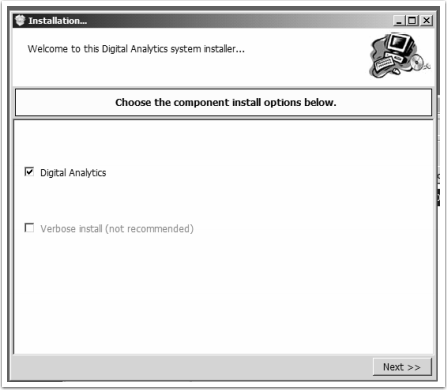 Installation...
Welcome to this Digital Analytics system installer...
Choose the component install options below.
Digital Analytics
Verbose install (not recommended)
Next >>